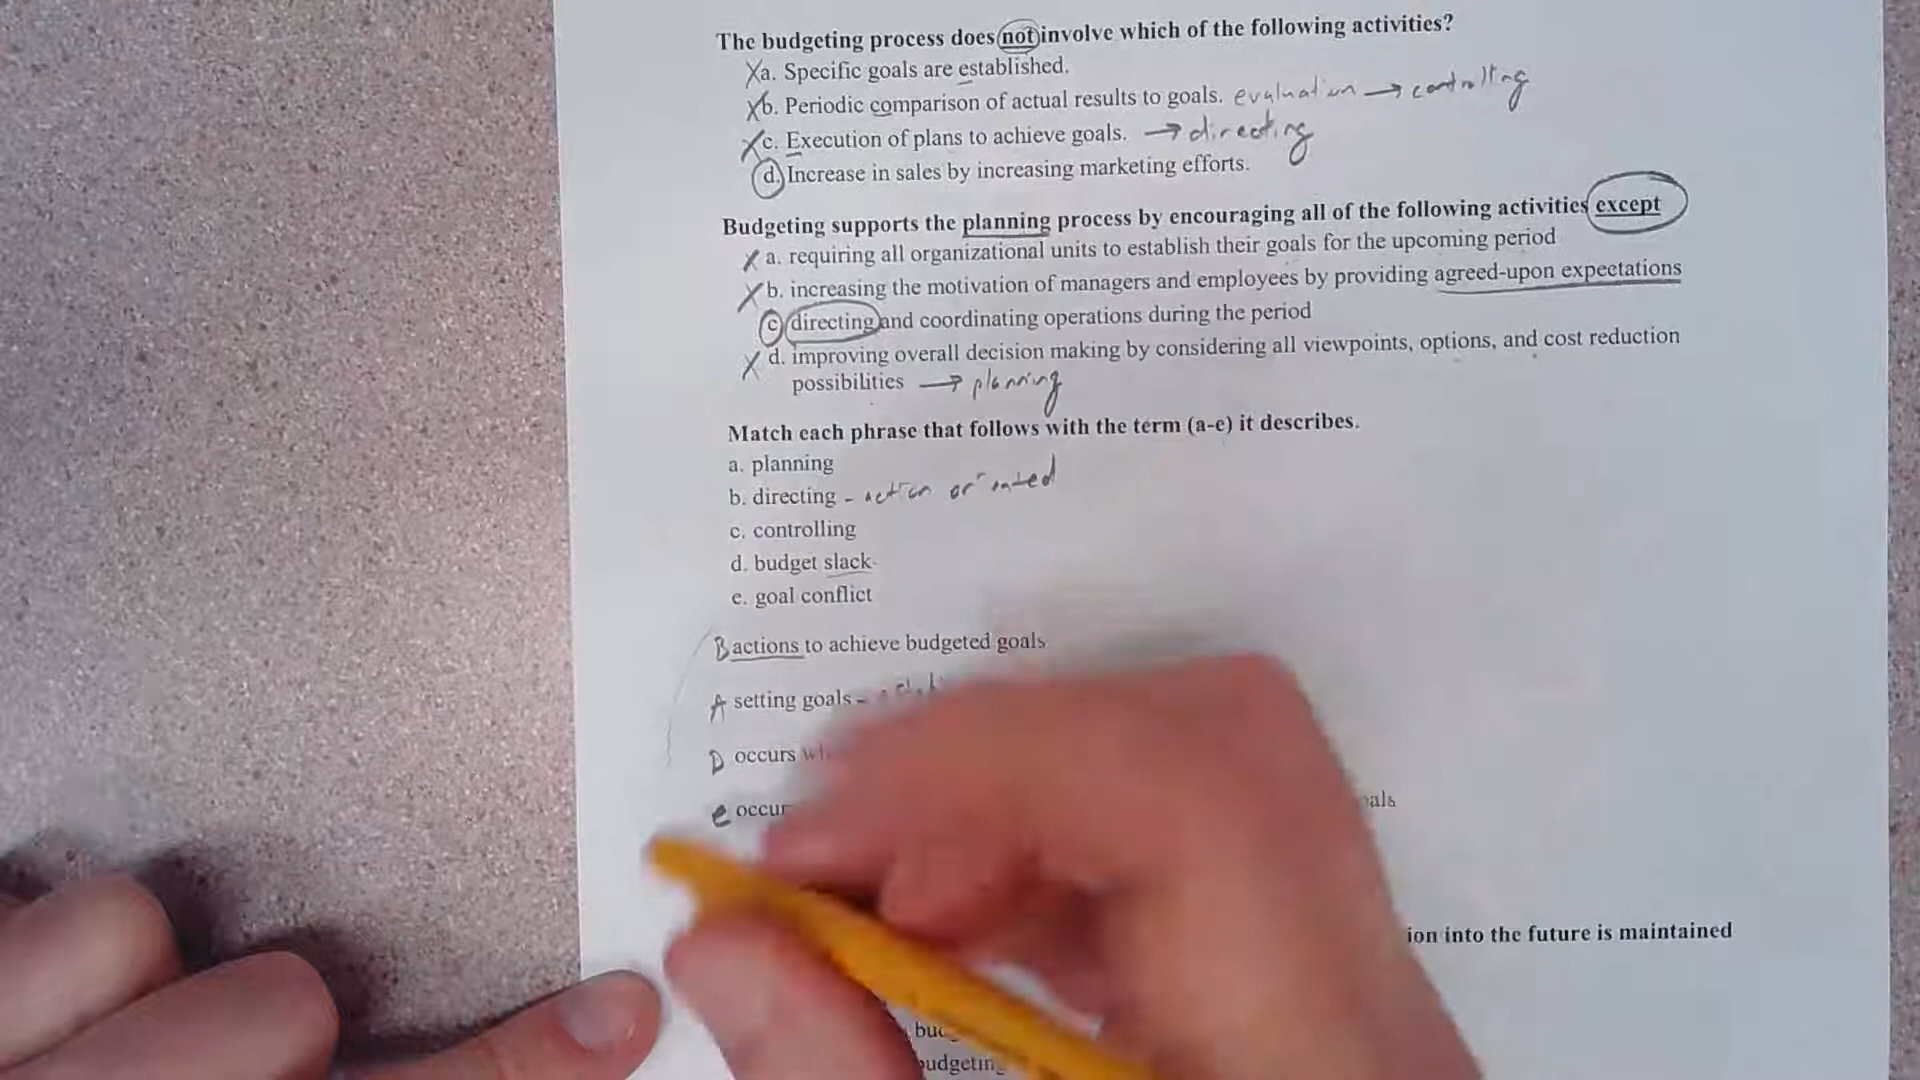 The budgeting process does not involve which of the following activities?
X a. Specific goals are established.
X b. Periodic comparison of actual results to goals. evaluation → controlling
X c. Execution of plans to achieve goals. → directing
d. Increase in sales by increasing marketing efforts.
Budgeting supports the planning process by encouraging all of the following activities except
X a. requiring all organizational units to establish their goals for the upcoming period
X b. increasing the motivation of managers and employees by providing agreed-upon expectations
c. directing and coordinating operations during the period
X d. improving overall decision making by considering all viewpoints, options, and cost reduction
possibilities → planning
Match each phrase that follows with the term (a-e) it describes.
a. planning
b. directing - action oriented
c. controlling
d. budget slack
e. goal conflict
B actions to achieve budgeted goals
A setting goals -
D occurs
e
ion into the future is maintained